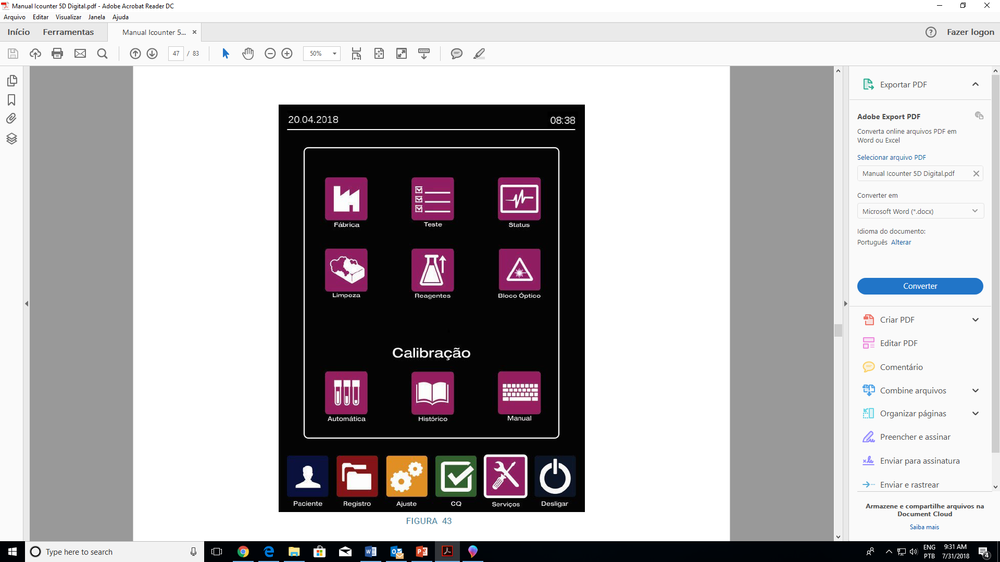 Manual Icounter 5D Digital.pdf - Adobe Acrobat Reader DC
Arquivo Editar Visualizar Janela Ajuda
Início Ferramentas Manual Icounter 5... × Fazer logon
47 / 83 50%
20.04.2018 08:38
Fábrica Teste Status
Limpeza Reagentes Bloco Óptico
Calibração
Automática Histórico Manual
Paciente Registro Ajuste CQ Serviços Desligar
FIGURA 43
Exportar PDF
Adobe Export PDF
Converta online arquivos PDF em
Word ou Excel
Selecionar arquivo PDF
Manual Icounter 5D Digital.pdf
Converter em
Microsoft Word (*.docx)
Idioma do documento:
Português Alterar
Converter
Criar PDF
Editar PDF
Comentário
Combine arquivos
Organizar páginas
Preencher e assinar
Enviar para assinatura
Enviar e rastrear
Armazene e compartilhe arquivos na
Document Cloud
Saiba mais
Type here to search
ENG 9:31 AM
PTB 7/31/2018 4